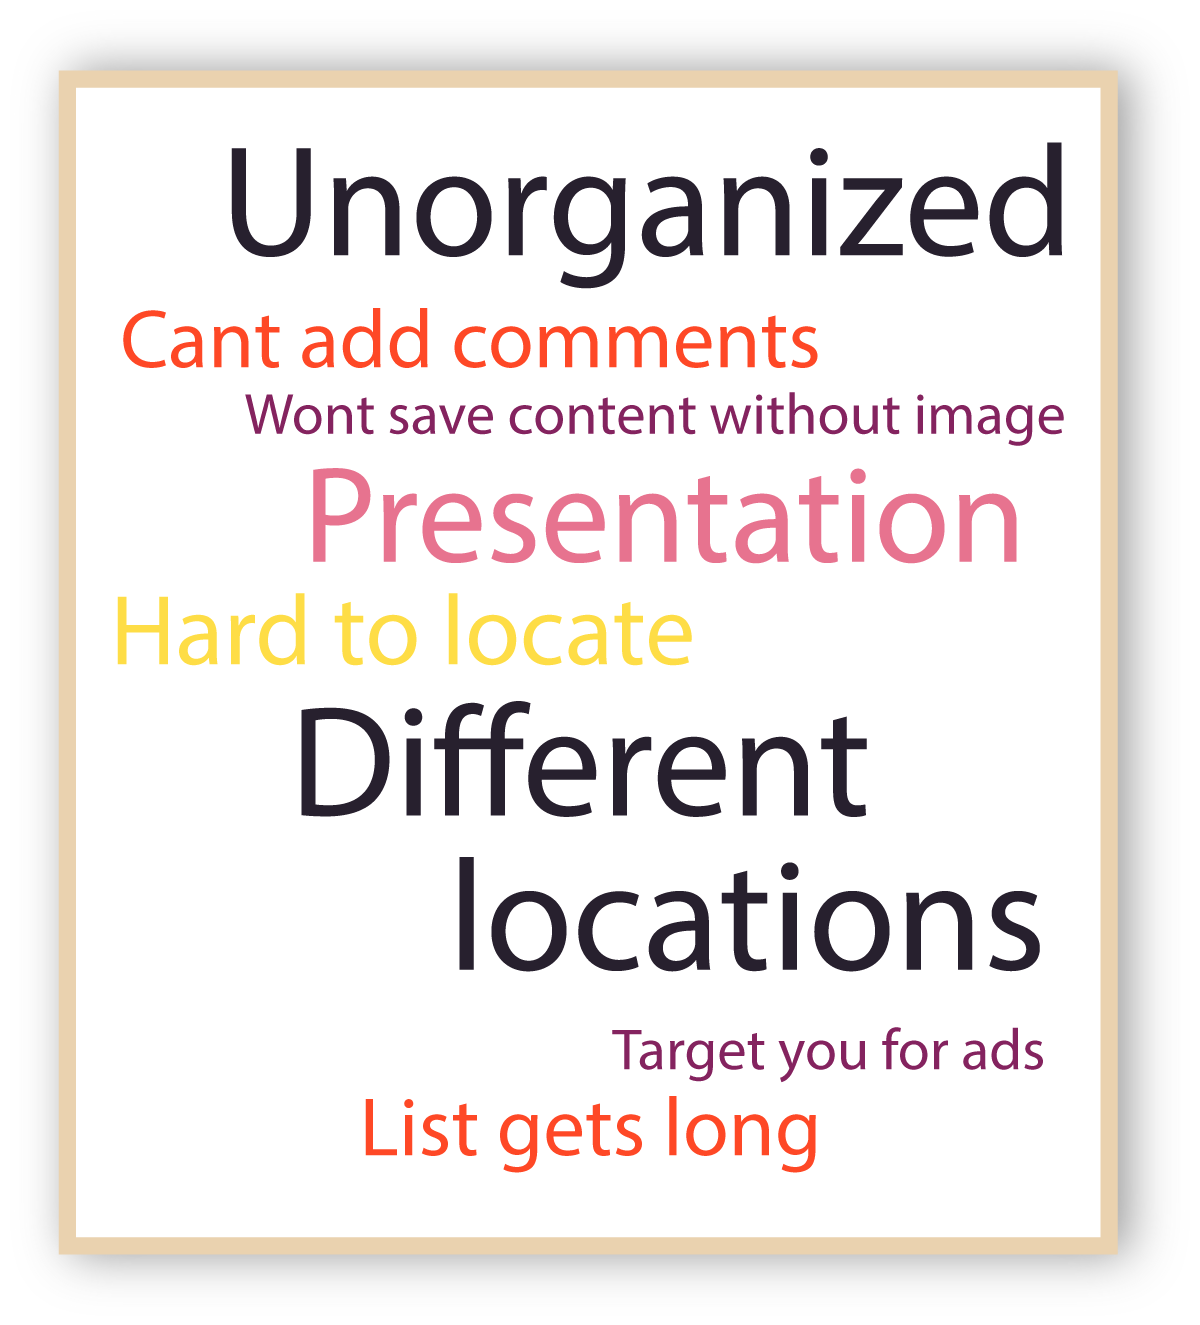 Unorganized
Cant add comments
Wont save content without image
Presentation
Hard to locate
Different
locations
Target you for ads
List gets long